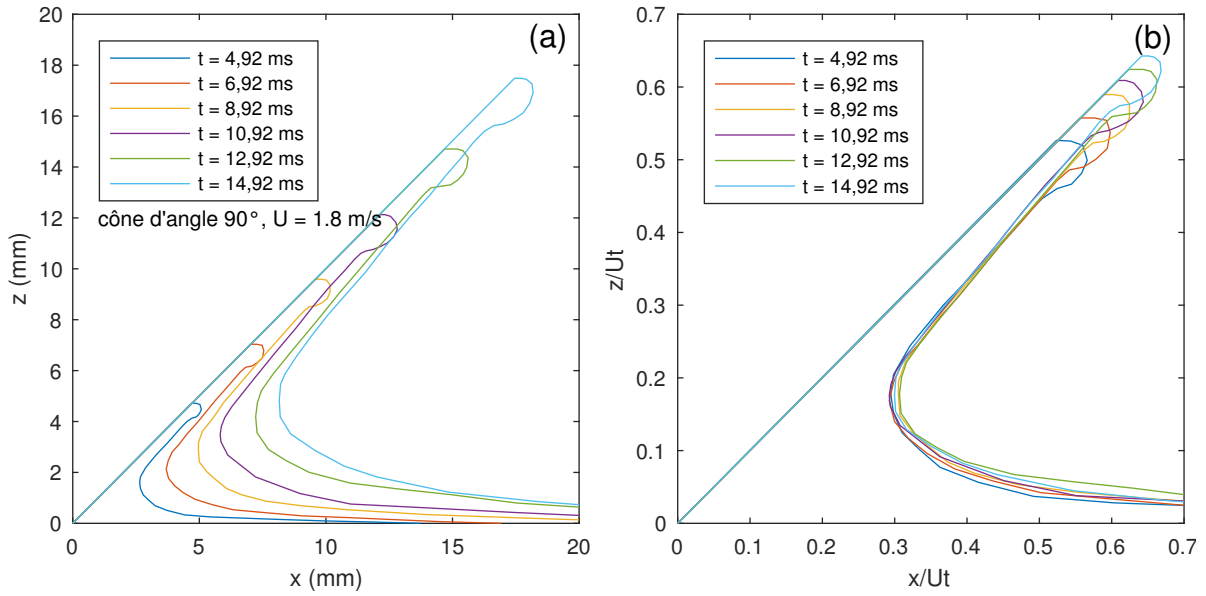 (a)
t = 4,92 ms
t = 6,92 ms
t = 8,92 ms
t = 10,92 ms
t = 12,92 ms
t = 14,92 ms
cône d'angle 90°, U = 1.8 m/s
z (mm)
20
18
16
14
12
10
8
6
4
2
0
0 5 10 15 20
x (mm)
(b)
t = 4,92 ms
t = 6,92 ms
t = 8,92 ms
t = 10,92 ms
t = 12,92 ms
t = 14,92 ms
z/Ut
0.7
0.6
0.5
0.4
0.3
0.2
0.1
0
0 0.1 0.2 0.3 0.4 0.5 0.6 0.7
x/Ut